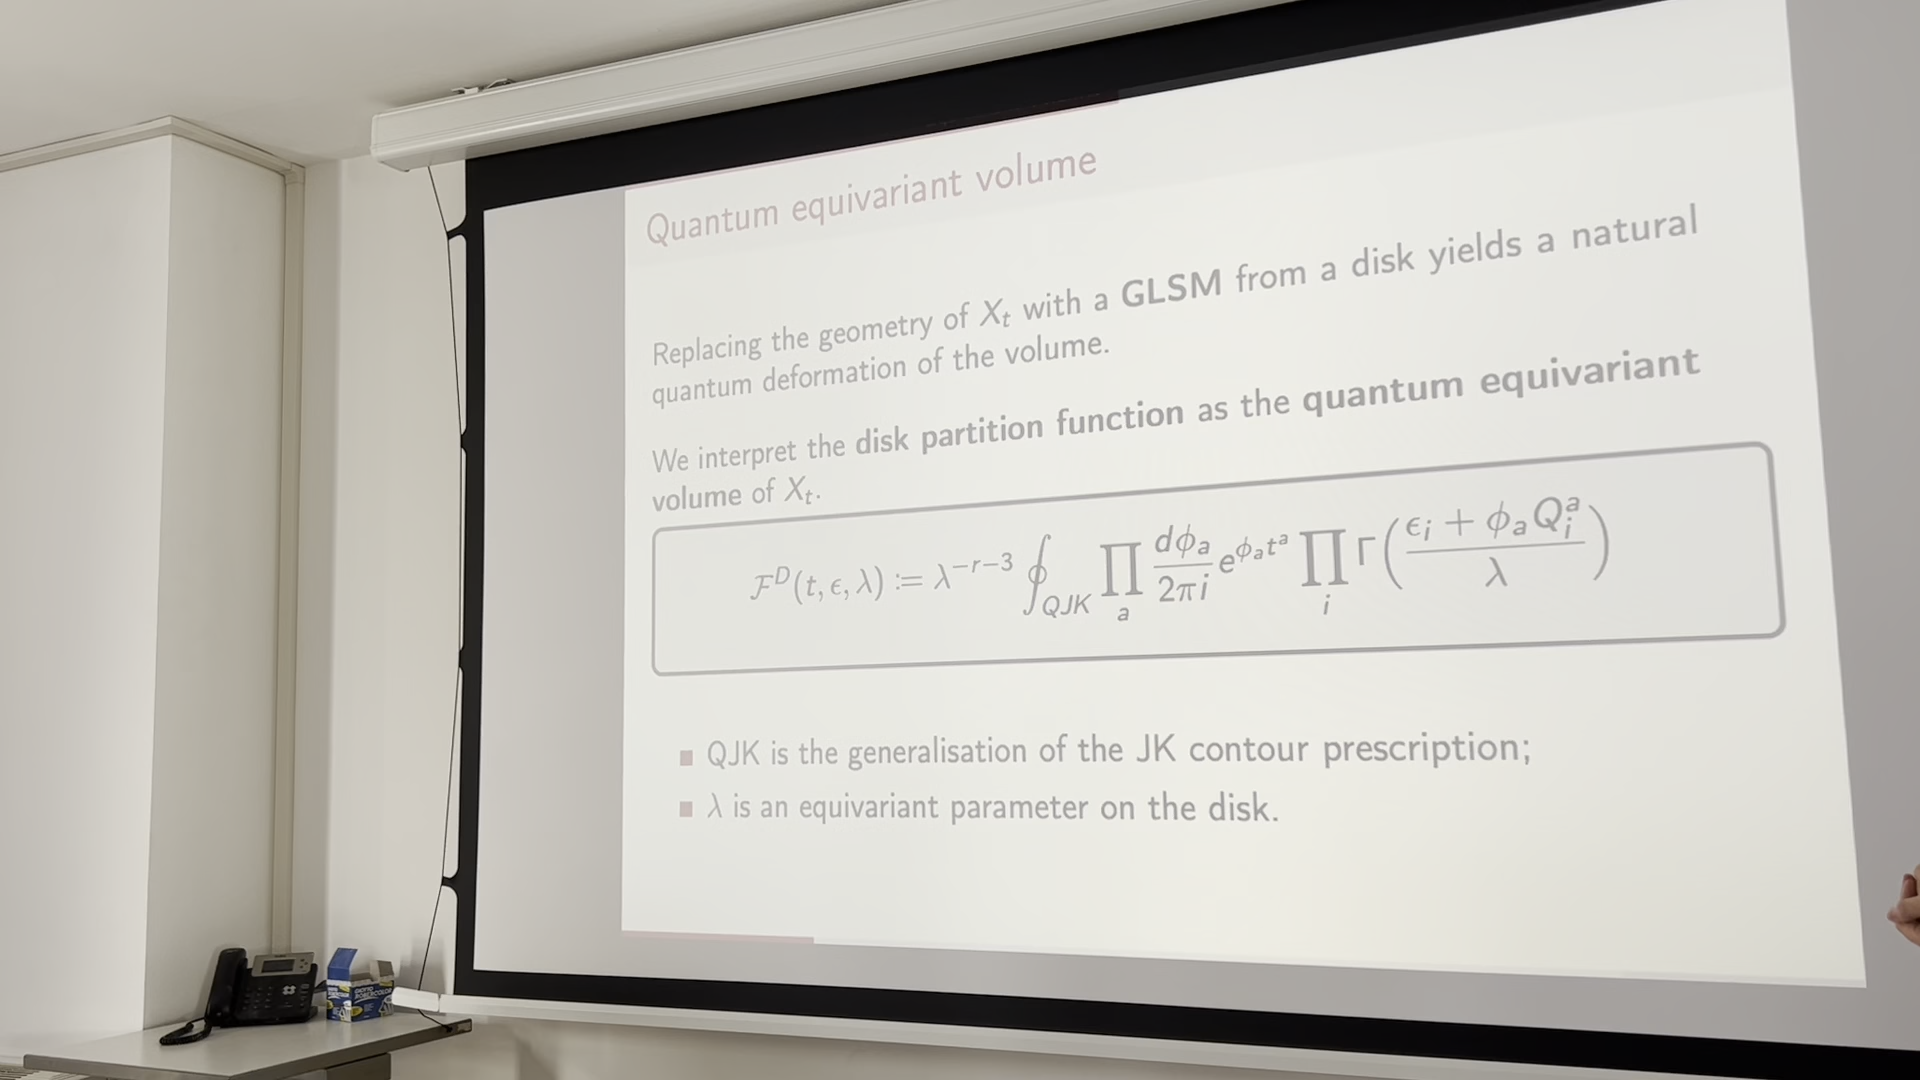 Quantum equivariant volume
Replacing the geometry of X_t with a GLSM from a disk yields a natural
quantum deformation of the volume.
We interpret the disk partition function as the quantum equivariant
volume of X_t.
F^D(t, ϵ, λ) := λ^{-r-3} ∮_{QJK} ∏_a dϕ_a/2πi e^{ϕ_a t^a} ∏_i Γ((ϵ_i + ϕ_a Q_i^a)/λ)
■ QJK is the generalisation of the JK contour prescription;
■ λ is an equivariant parameter on the disk.